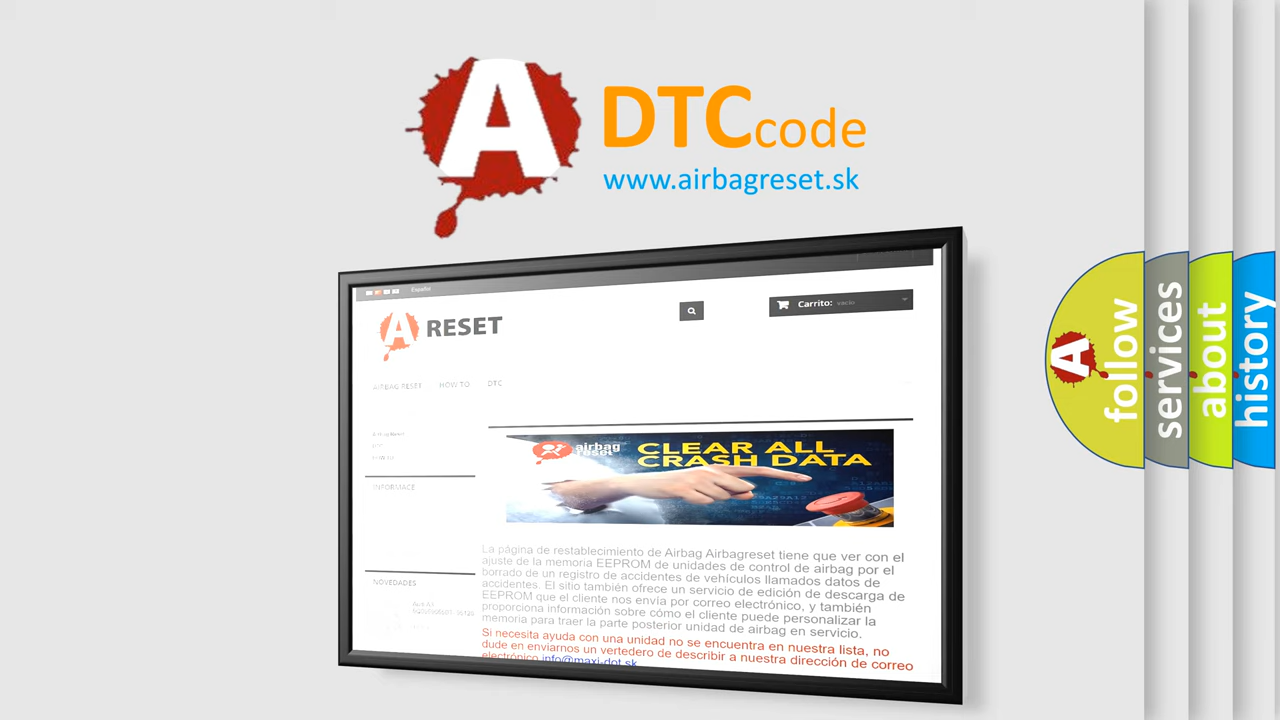 A DTC code
www.airbagreset.sk
Español
Carrito: vacío
A RESET
AIRBAG RESET HOW TO DTC
INFORMACE
airbag
reset
CLEAR ALL
CRASH DATA
La página de restablecimiento de Airbag Airbagreset tiene que ver con el
ajuste de la memoria EEPROM de unidades de control de airbag por el
borrado de un registro de accidentes de vehículos llamados datos de
accidentes. El sitio también ofrece un servicio de edición de descarga de
EEPROM que el cliente nos envía por correo electrónico, y también
proporciona información sobre cómo el cliente puede personalizar la
memoria para traer la parte posterior unidad de airbag en servicio.
Si necesita ayuda con una unidad no se encuentra en nuestra lista, no
dude en enviarnos un vertedero de describir a nuestra dirección de correo
electrónico info@maxi-dot.sk
NOVEDADES
A
follow
services
about
history